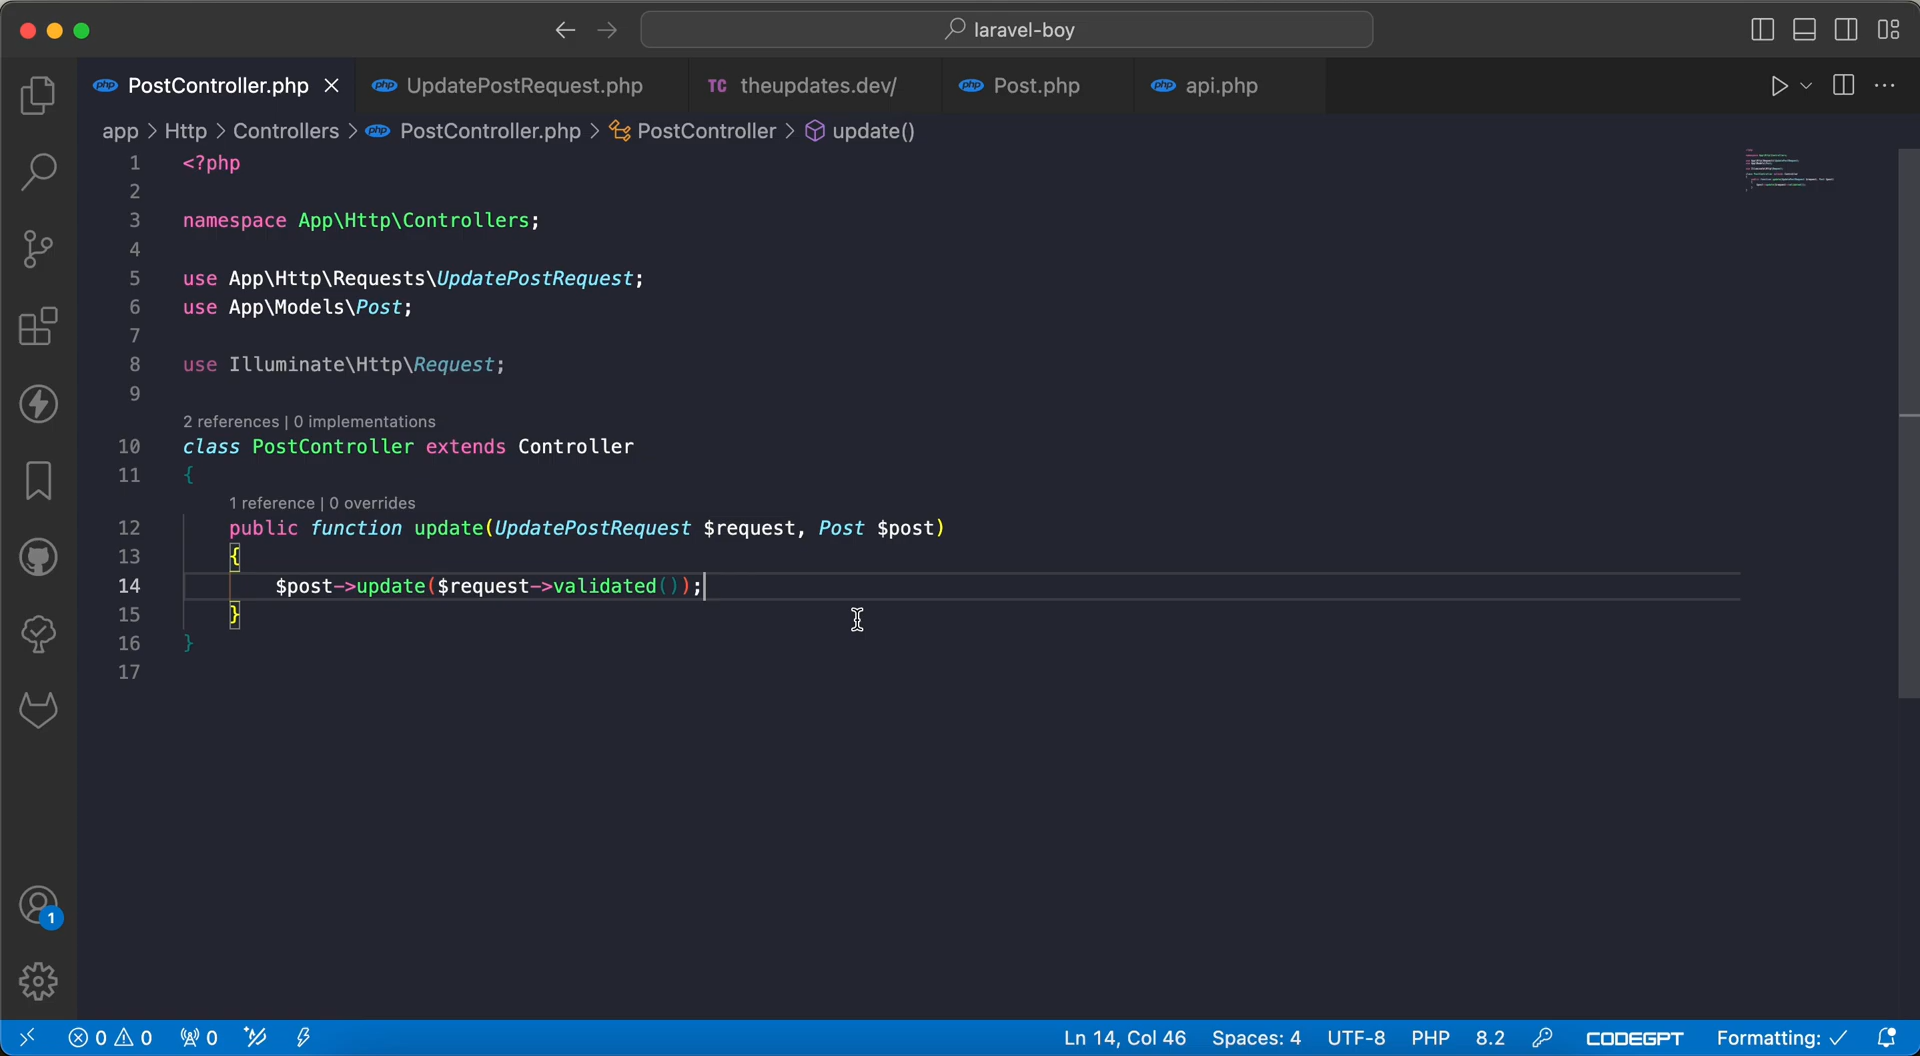 laravel-boy
php PostController.php
php UpdatePostRequest.php
TC theupdates.dev/
php Post.php
php api.php
app > Http > Controllers > php PostController.php > PostController > update()
1 <?php
2
3 namespace App\Http\Controllers;
4
5 use App\Http\Requests\UpdatePostRequest;
6 use App\Models\Post;
7
8 use Illuminate\Http\Request;
9
2 references | 0 implementations
10 class PostController extends Controller
11 {
1 reference | 0 overrides
12 public function update(UpdatePostRequest $request, Post $post)
13 {
14 $post->update($request->validated());
15 }
16 }
17
1
0 0 0
Ln 14, Col 46 Spaces: 4 UTF-8 PHP 8.2 CODEGPT Formatting: ✓